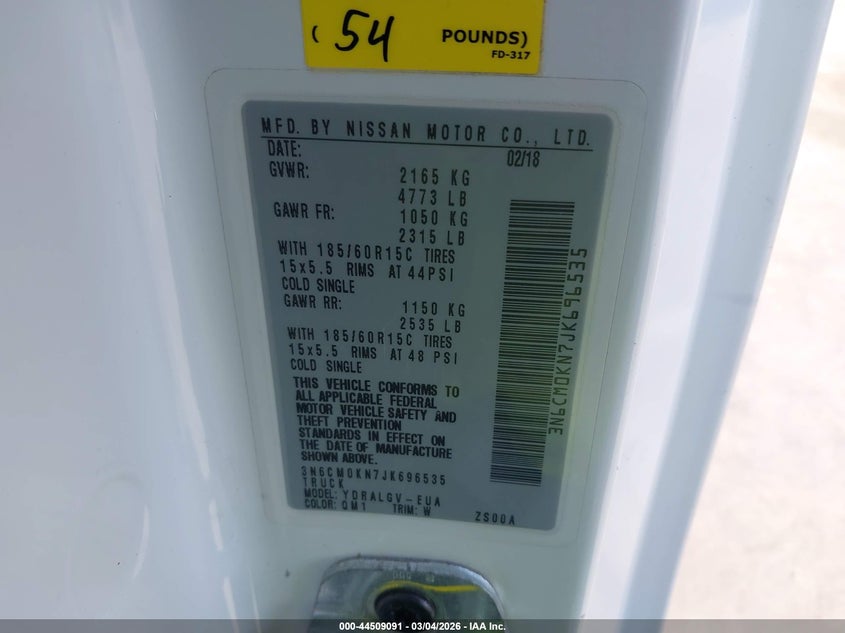 ( 54 POUNDS)
FD-317
MFD. BY NISSAN MOTOR CO., LTD.
DATE: 02/18
GVWR: 2165 KG
4773 LB
GAWR FR: 1050 KG
2315 LB
WITH 185/60R15C TIRES
15x5.5 RIMS AT 44PSI
COLD SINGLE
GAWR RR: 1150 KG
2535 LB
WITH 185/60R15C TIRES
15x5.5 RIMS AT 48 PSI
COLD SINGLE
THIS VEHICLE CONFORMS TO
ALL APPLICABLE FEDERAL
MOTOR VEHICLE SAFETY AND
THEFT PREVENTION
STANDARDS IN EFFECT ON
THE DATE OF MANUFACTURE
SHOWN ABOVE.
3N6CM0KN7JK696535
TRUCK
MODEL: YDRALGV-EUA
COLOR: QM1 TRIM: W ZS00A
3N6CM0KN7JK696535
000-44509091 - 03/04/2026 - IAA Inc.